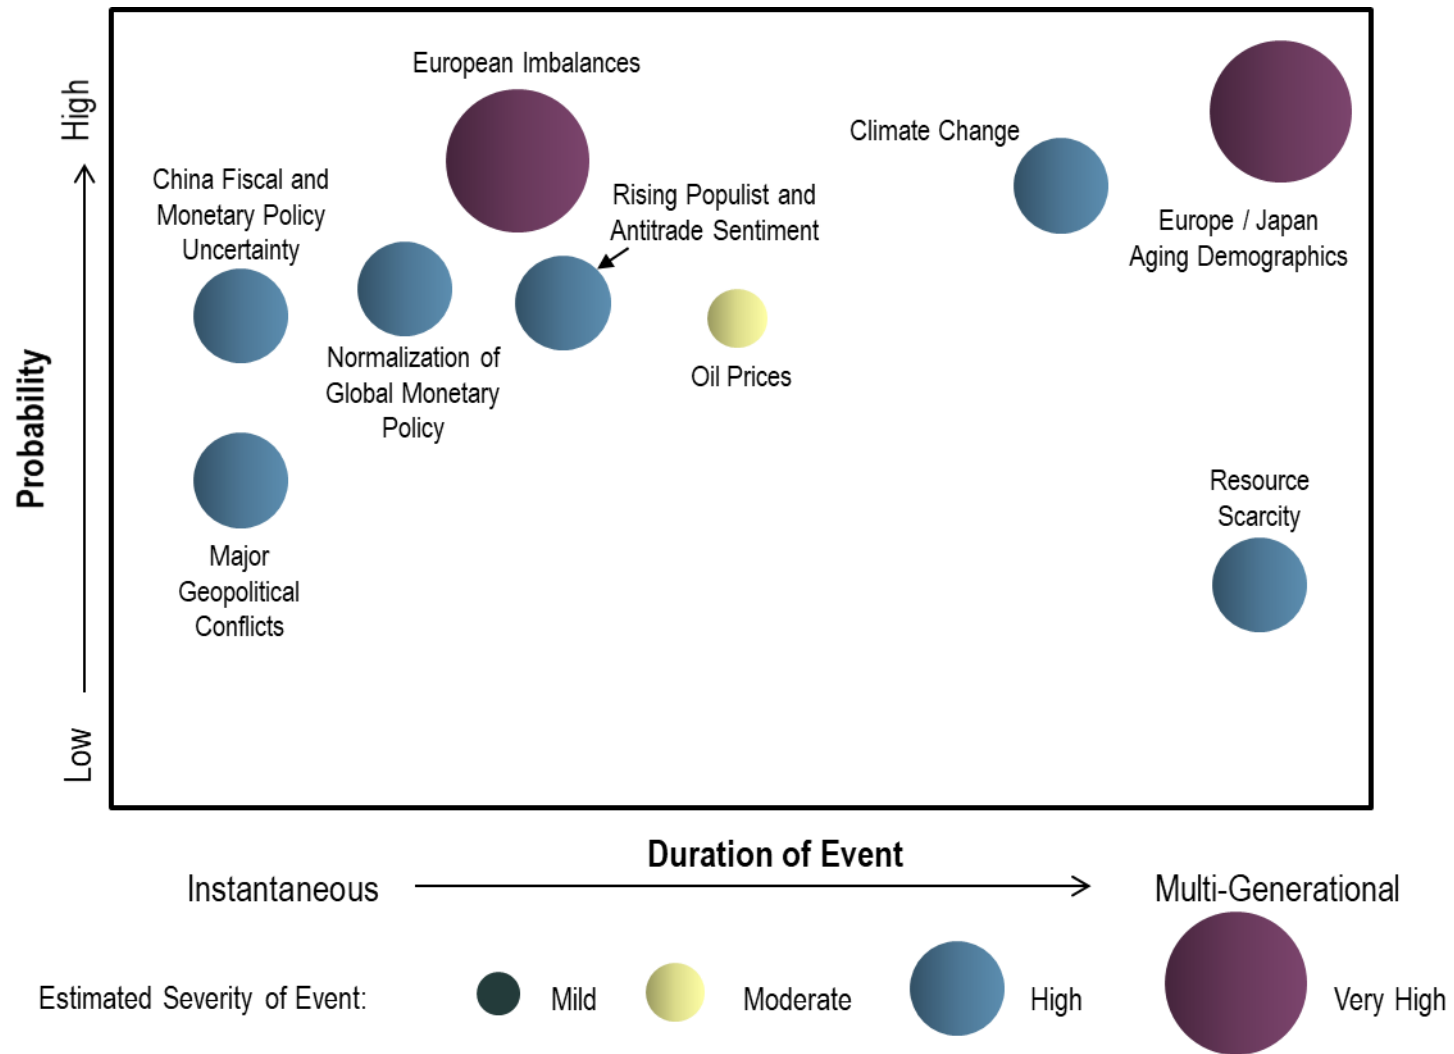 European Imbalances
Climate Change
China Fiscal and
Monetary Policy
Uncertainty
Rising Populist and
Antitrade Sentiment
Europe / Japan
Aging Demographics
Normalization of
Global Monetary
Policy
Oil Prices
Major
Geopolitical
Conflicts
Resource
Scarcity
High
Probability
Low
Duration of Event
Instantaneous
Multi-Generational
Estimated Severity of Event:
Mild
Moderate
High
Very High